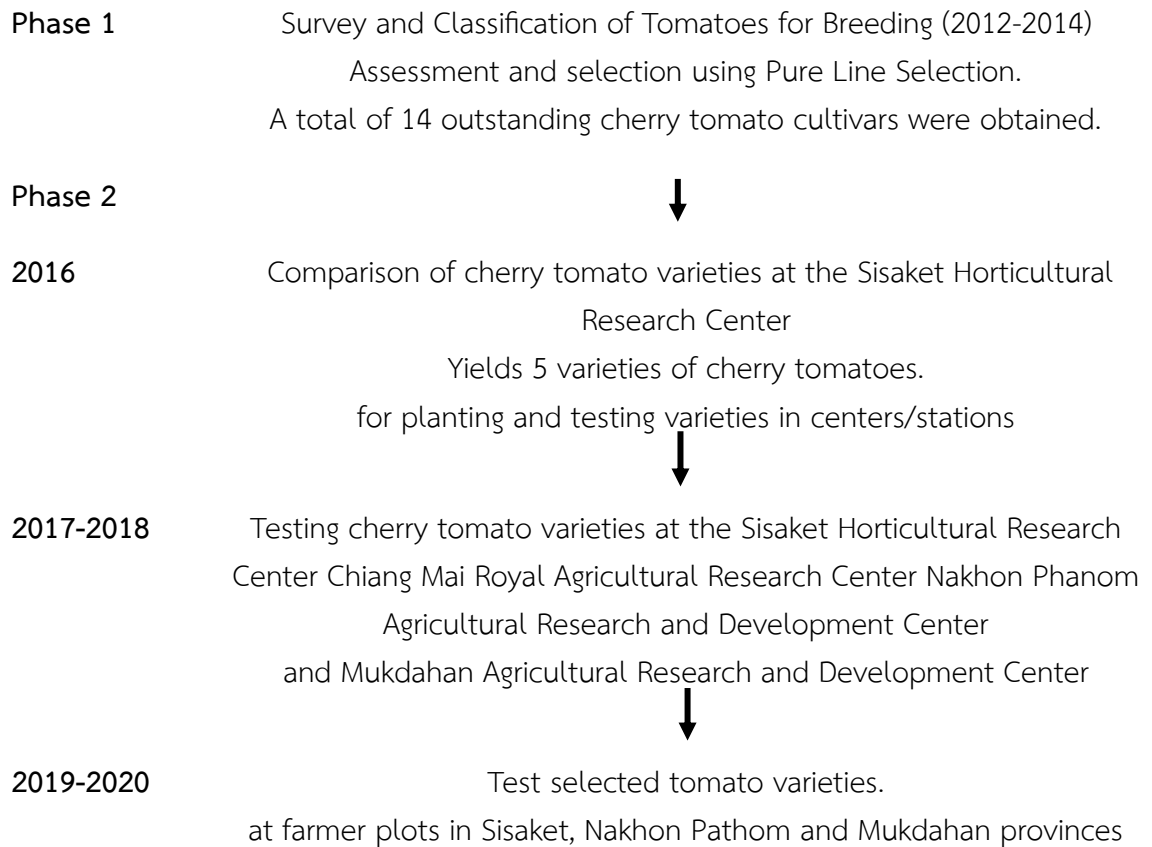 Phase 1 Survey and Classification of Tomatoes for Breeding (2012-2014)
Assessment and selection using Pure Line Selection.
A total of 14 outstanding cherry tomato cultivars were obtained.
Phase 2
2016 Comparison of cherry tomato varieties at the Sisaket Horticultural
Research Center
Yields 5 varieties of cherry tomatoes.
for planting and testing varieties in centers/stations
2017-2018 Testing cherry tomato varieties at the Sisaket Horticultural Research
Center Chiang Mai Royal Agricultural Research Center Nakhon Phanom
Agricultural Research and Development Center
and Mukdahan Agricultural Research and Development Center
2019-2020 Test selected tomato varieties.
at farmer plots in Sisaket, Nakhon Pathom and Mukdahan provinces